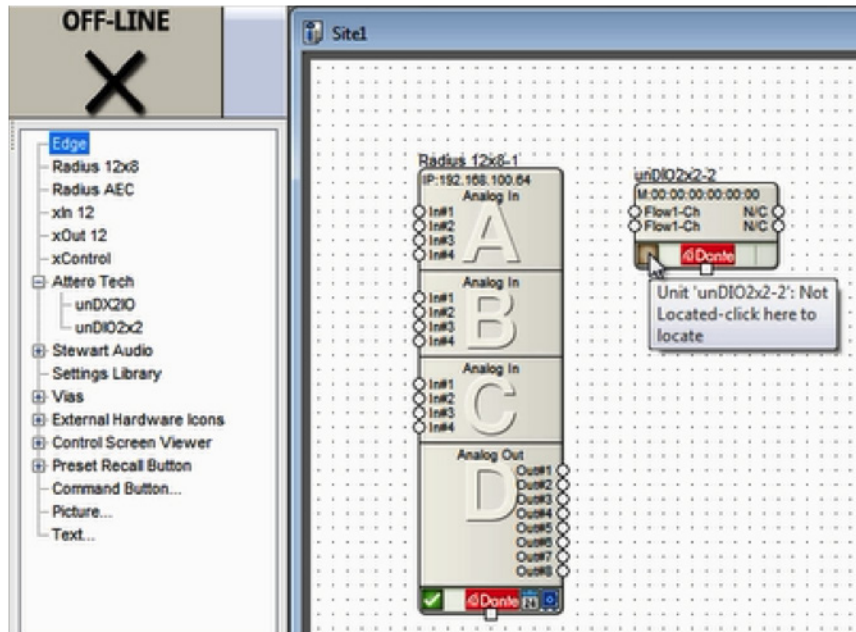 OFF-LINE
Site1
Edge
Radius 12x8
Radius AEC
xIn 12
xOut 12
xControl
Attero Tech
unDX2IO
unDIO2x2
Stewart Audio
Settings Library
Vias
External Hardware Icons
Control Screen Viewer
Preset Recall Button
Command Button...
Picture...
Text...
Radius 12x8-1
IP:192.168.100.64
Analog In
In#1
In#2
In#3
In#4
A
Analog In
In#1
In#2
In#3
In#4
B
Analog In
In#1
In#2
In#3
In#4
C
Analog Out
D
Out#1
Out#2
Out#3
Out#4
Out#5
Out#6
Out#7
Out#8
Dante
unDIO2x2-2
M:00:00:00:00:00:00
Flow1-Ch N/C
Flow1-Ch N/C
Dante
Unit 'unDIO2x2-2': Not
Located-click here to
locate